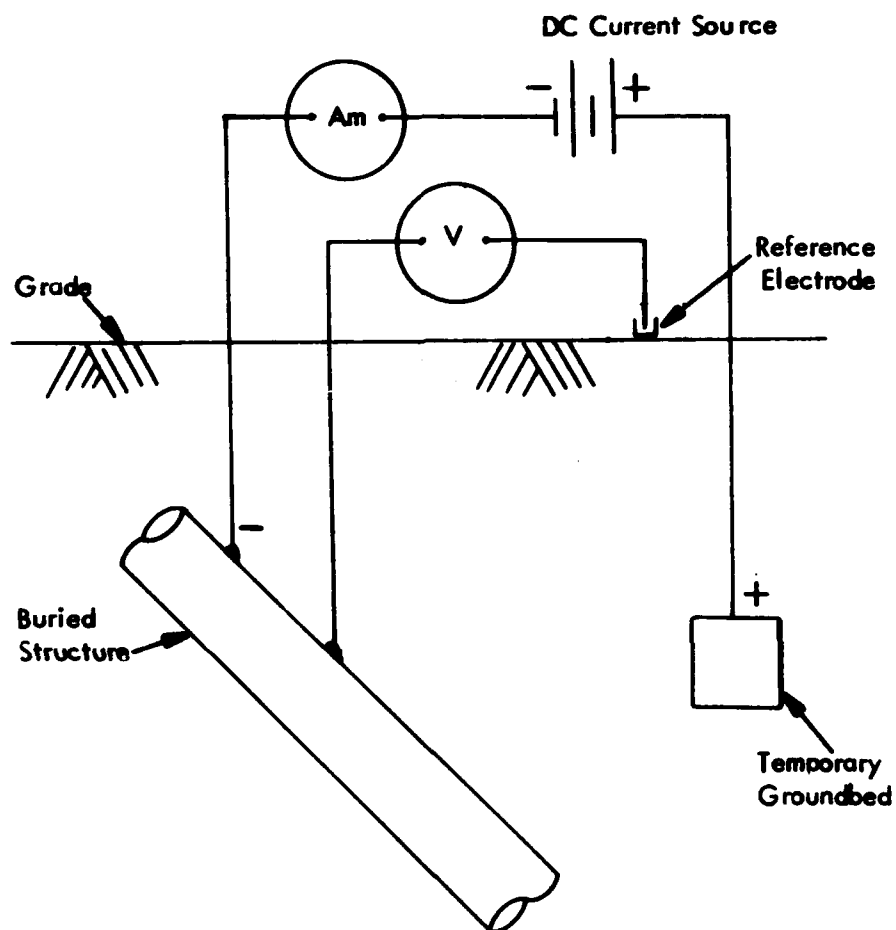 DC Current Source
- +
Am
V
Reference
Electrode
Grade
-
Buried
Structure
+
Temporary
Groundbed